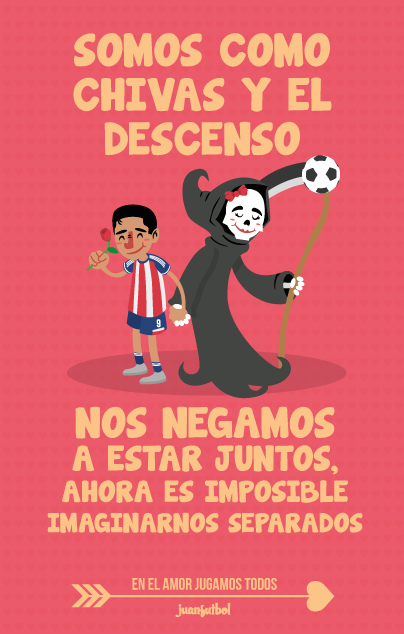 SOMOS COMO
CHIVAS Y EL
DESCENSO
9
NOS NEGAMOS
A ESTAR JUNTOS,
AHORA ES IMPOSIBLE
IMAGINARNOS SEPARADOS
EN EL AMOR JUGAMOS TODOS
juanfutbol